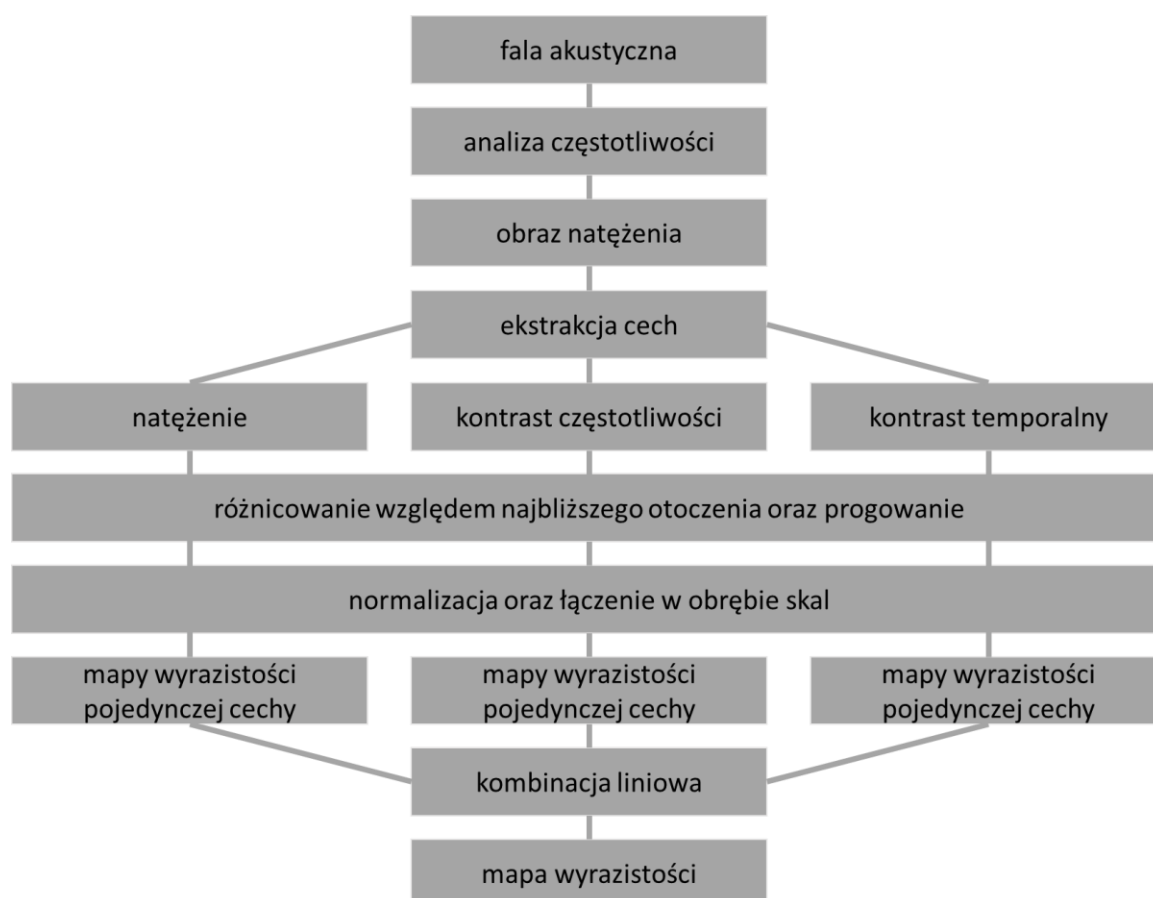 fala akustyczna
analiza częstotliwości
obraz natężenia
ekstrakcja cech
natężenie
kontrast częstotliwości
kontrast temporalny
różnicowanie względem najbliższego otoczenia oraz progowanie
normalizacja oraz łączenie w obrębie skal
mapy wyrazistości
pojedynczej cechy
mapy wyrazistości
pojedynczej cechy
mapy wyrazistości
pojedynczej cechy
kombinacja liniowa
mapa wyrazistości